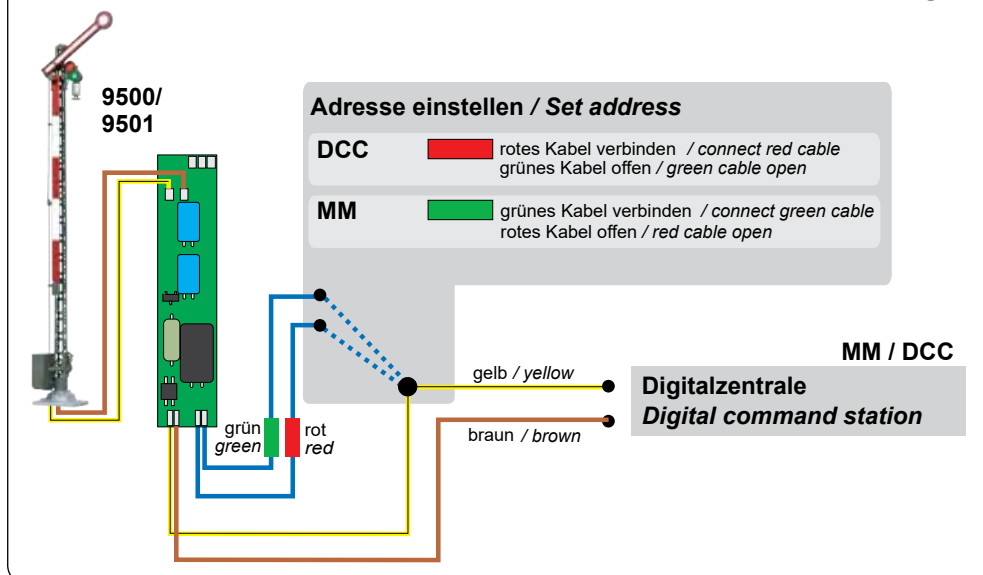 9500/
9501
Adresse einstellen / Set address
DCC
rotes Kabel verbinden / connect red cable
grünes Kabel offen / green cable open
MM
grünes Kabel verbinden / connect green cable
rotes Kabel offen / red cable open
MM / DCC
gelb / yellow
Digitalzentrale
Digital command station
braun / brown
grün
green
rot
red